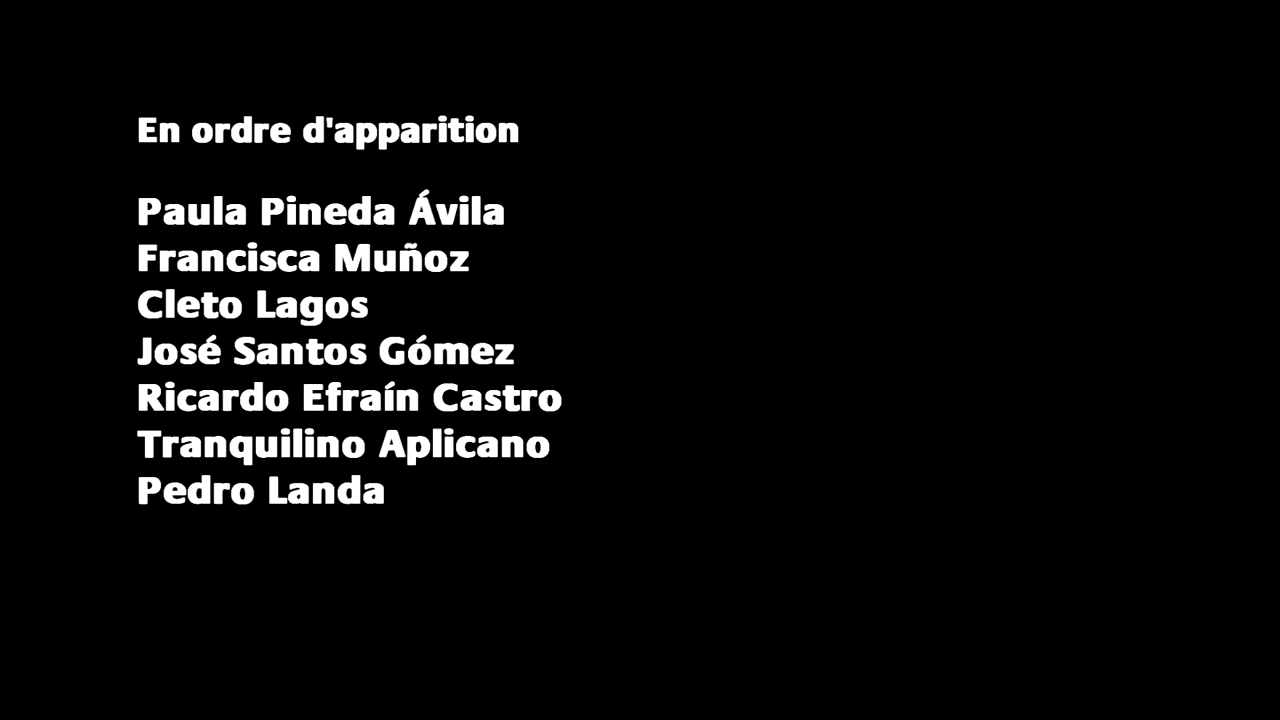 En ordre d'apparition
Paula Pineda Ávila
Francisca Muñoz
Cleto Lagos
José Santos Gómez
Ricardo Efraín Castro
Tranquilino Aplicano
Pedro Landa